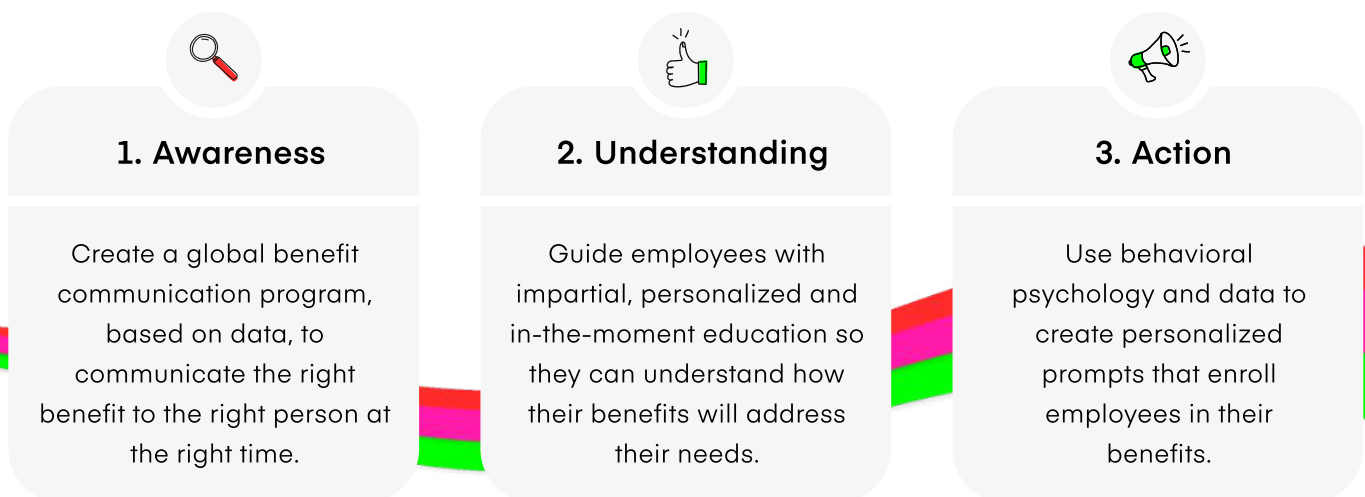 1. Awareness
Create a global benefit
communication program,
based on data, to
communicate the right
benefit to the right person at
the right time.
2. Understanding
Guide employees with
impartial, personalized and
in-the-moment education so
they can understand how
their benefits will address
their needs.
3. Action
Use behavioral
psychology and data to
create personalized
prompts that enroll
employees in their
benefits.